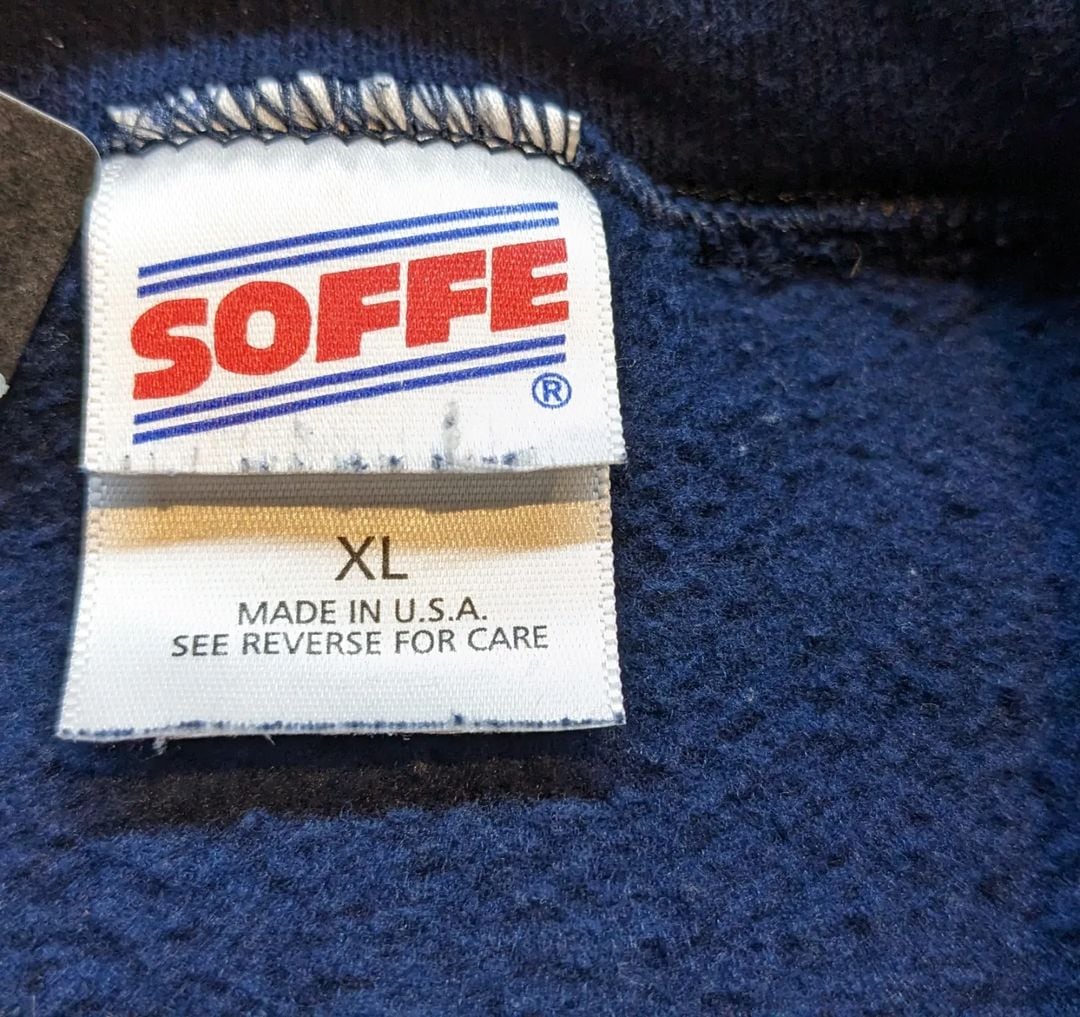 SOFFE
®
XL
MADE IN U.S.A.
SEE REVERSE FOR CARE